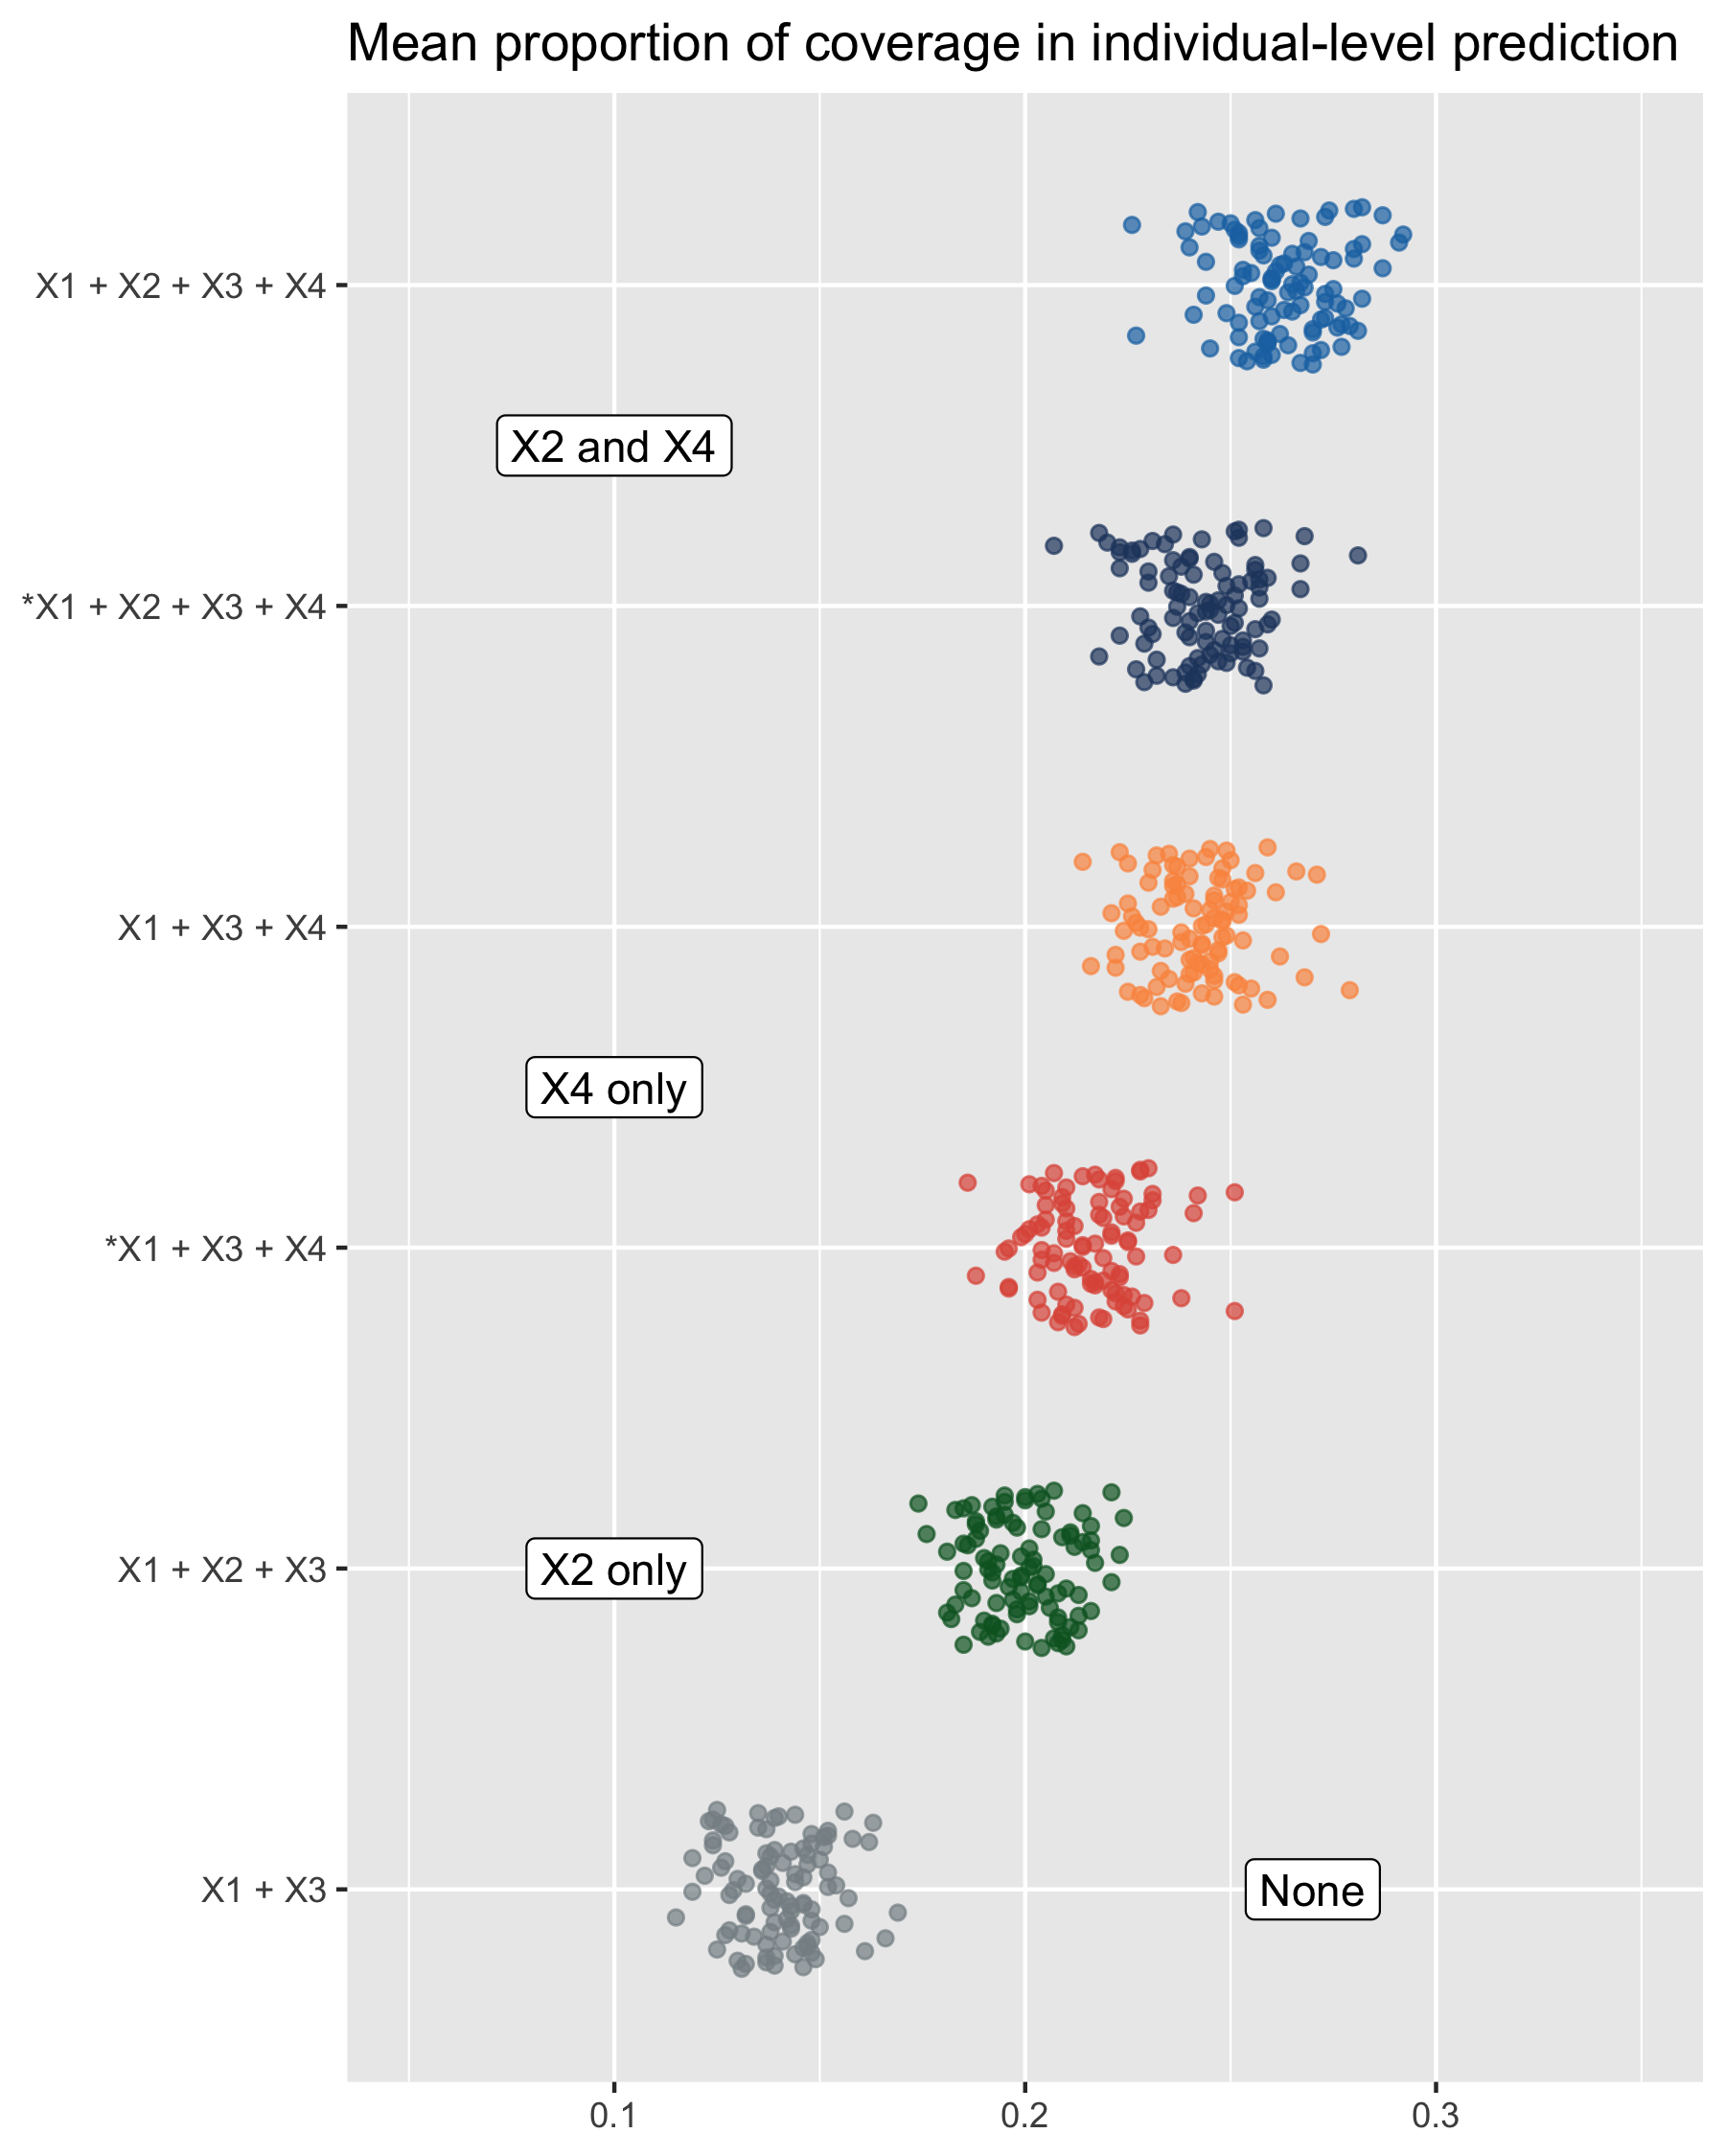 Mean proportion of coverage in individual-level prediction
X1 + X2 + X3 + X4
X2 and X4
*X1 + X2 + X3 + X4
X1 + X3 + X4
X4 only
*X1 + X3 + X4
X1 + X2 + X3
X2 only
X1 + X3
None
0.1
0.2
0.3